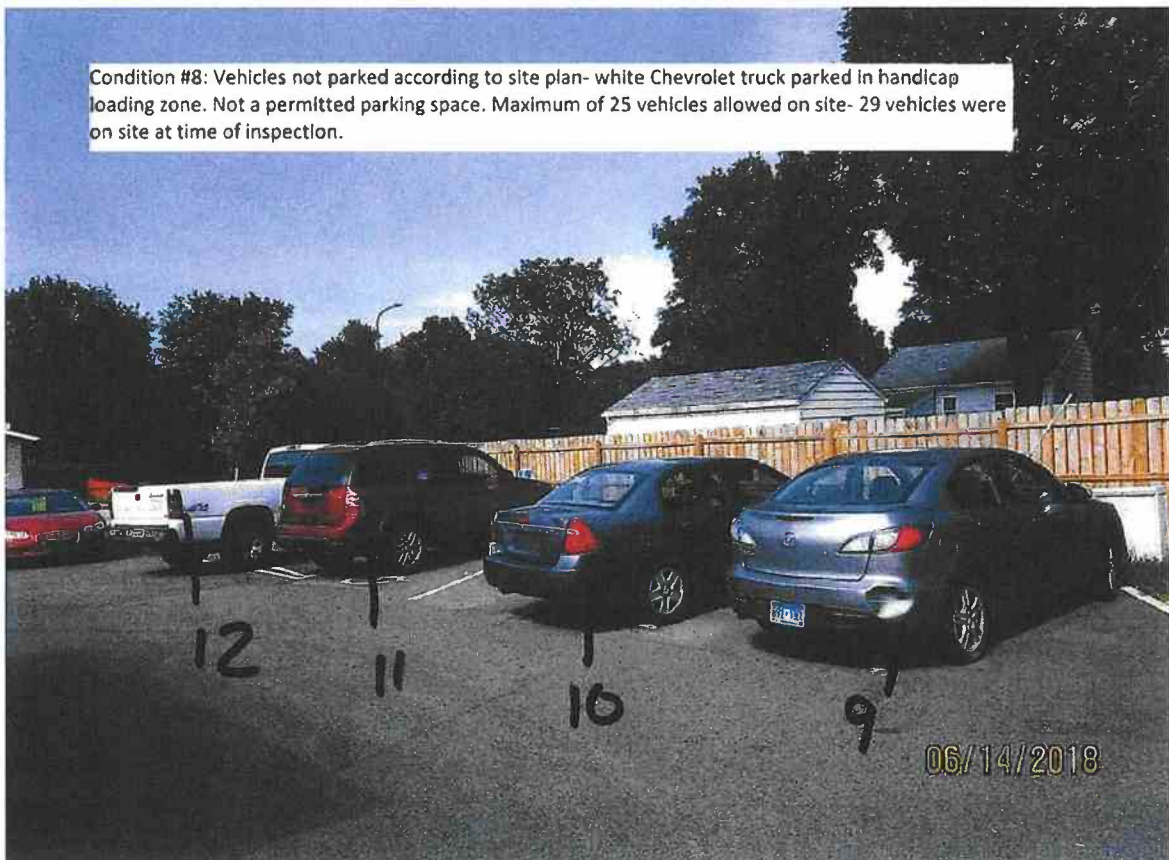 Condition #8: Vehicles not parked according to site plan- white Chevrolet truck parked in handicap
loading zone. Not a permitted parking space. Maximum of 25 vehicles allowed on site- 29 vehicles were
on site at time of inspection.
12
11
10
9
06/14/2018